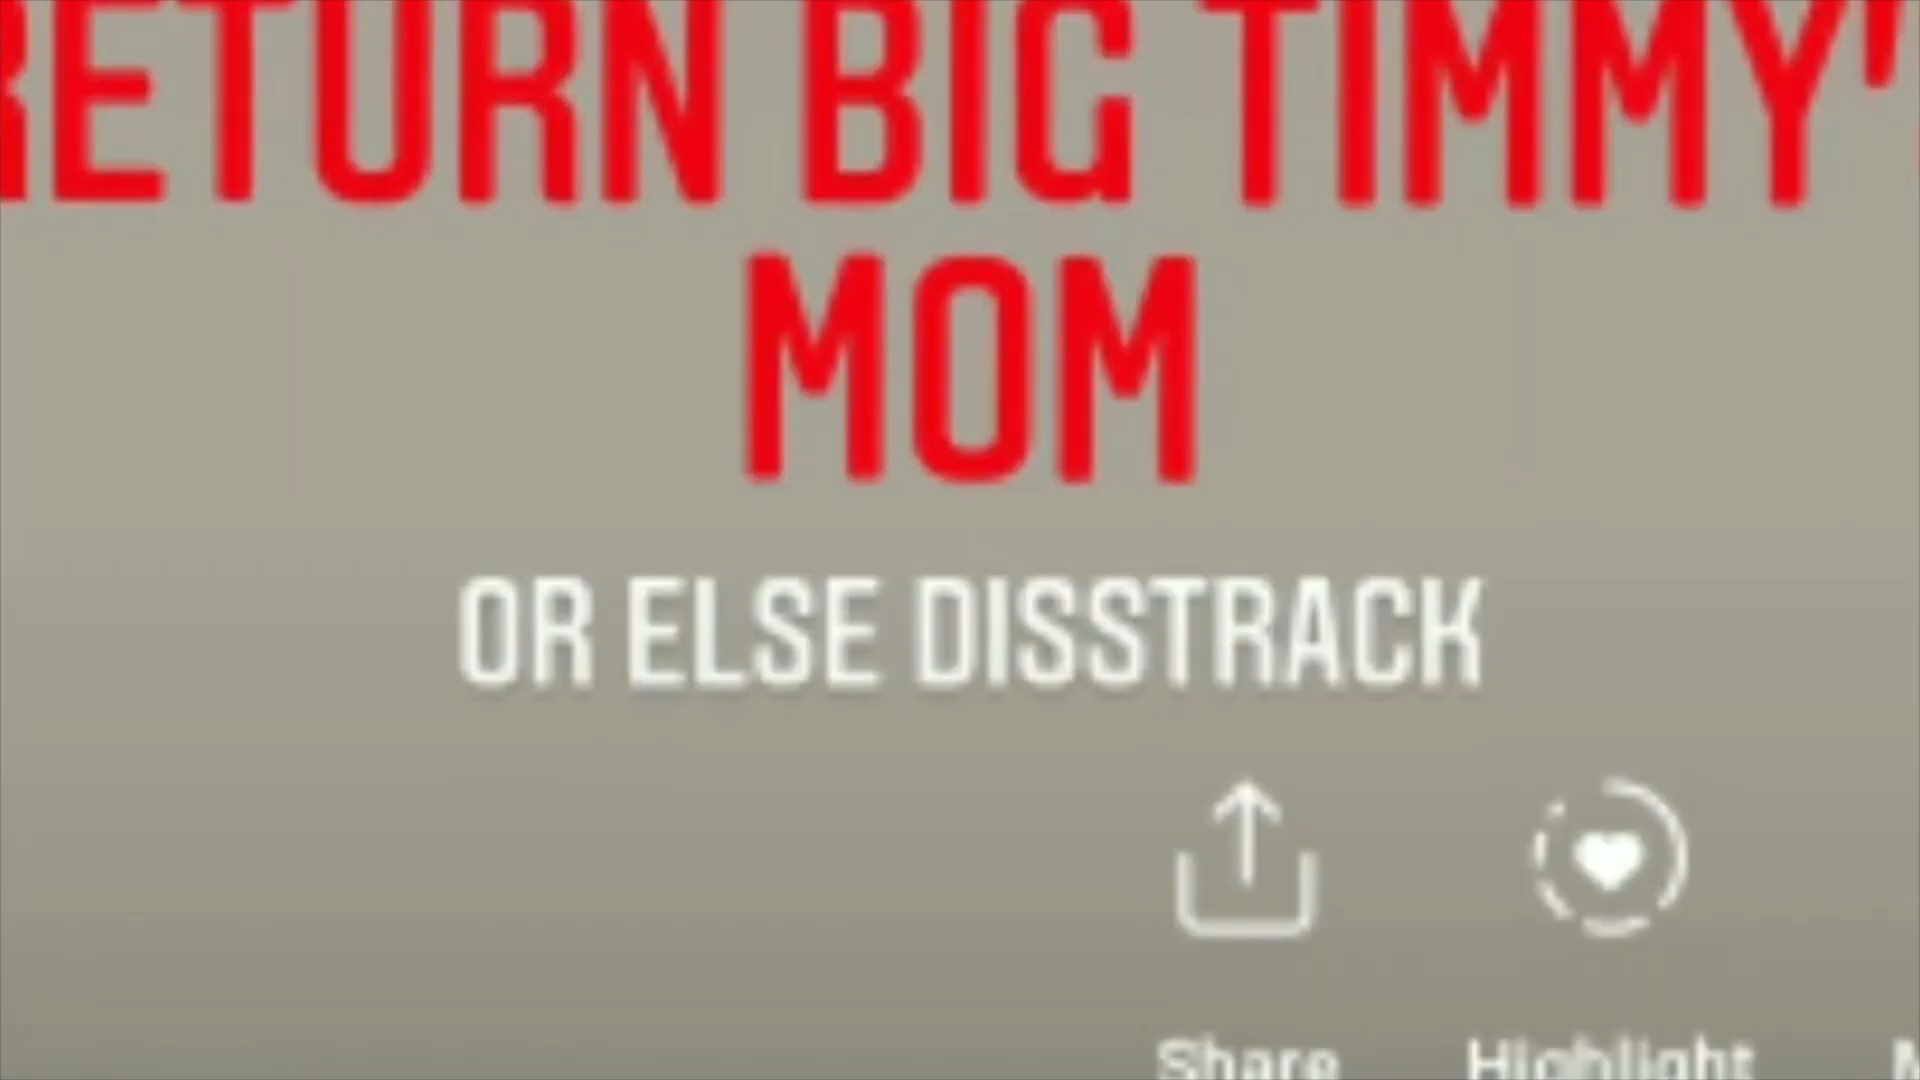 RETURN BIG TIMMY'
MOM
OR ELSE DISSTRACK
Share Highlight